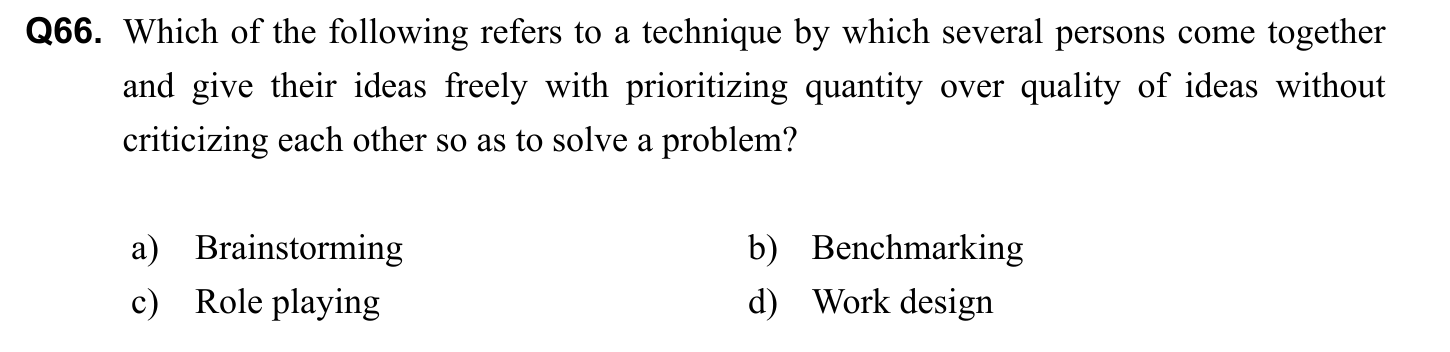 Q66. Which of the following refers to a technique by which several persons come together
and give their ideas freely with prioritizing quantity over quality of ideas without
criticizing each other so as to solve a problem?
a) Brainstorming b) Benchmarking
c) Role playing d) Work design